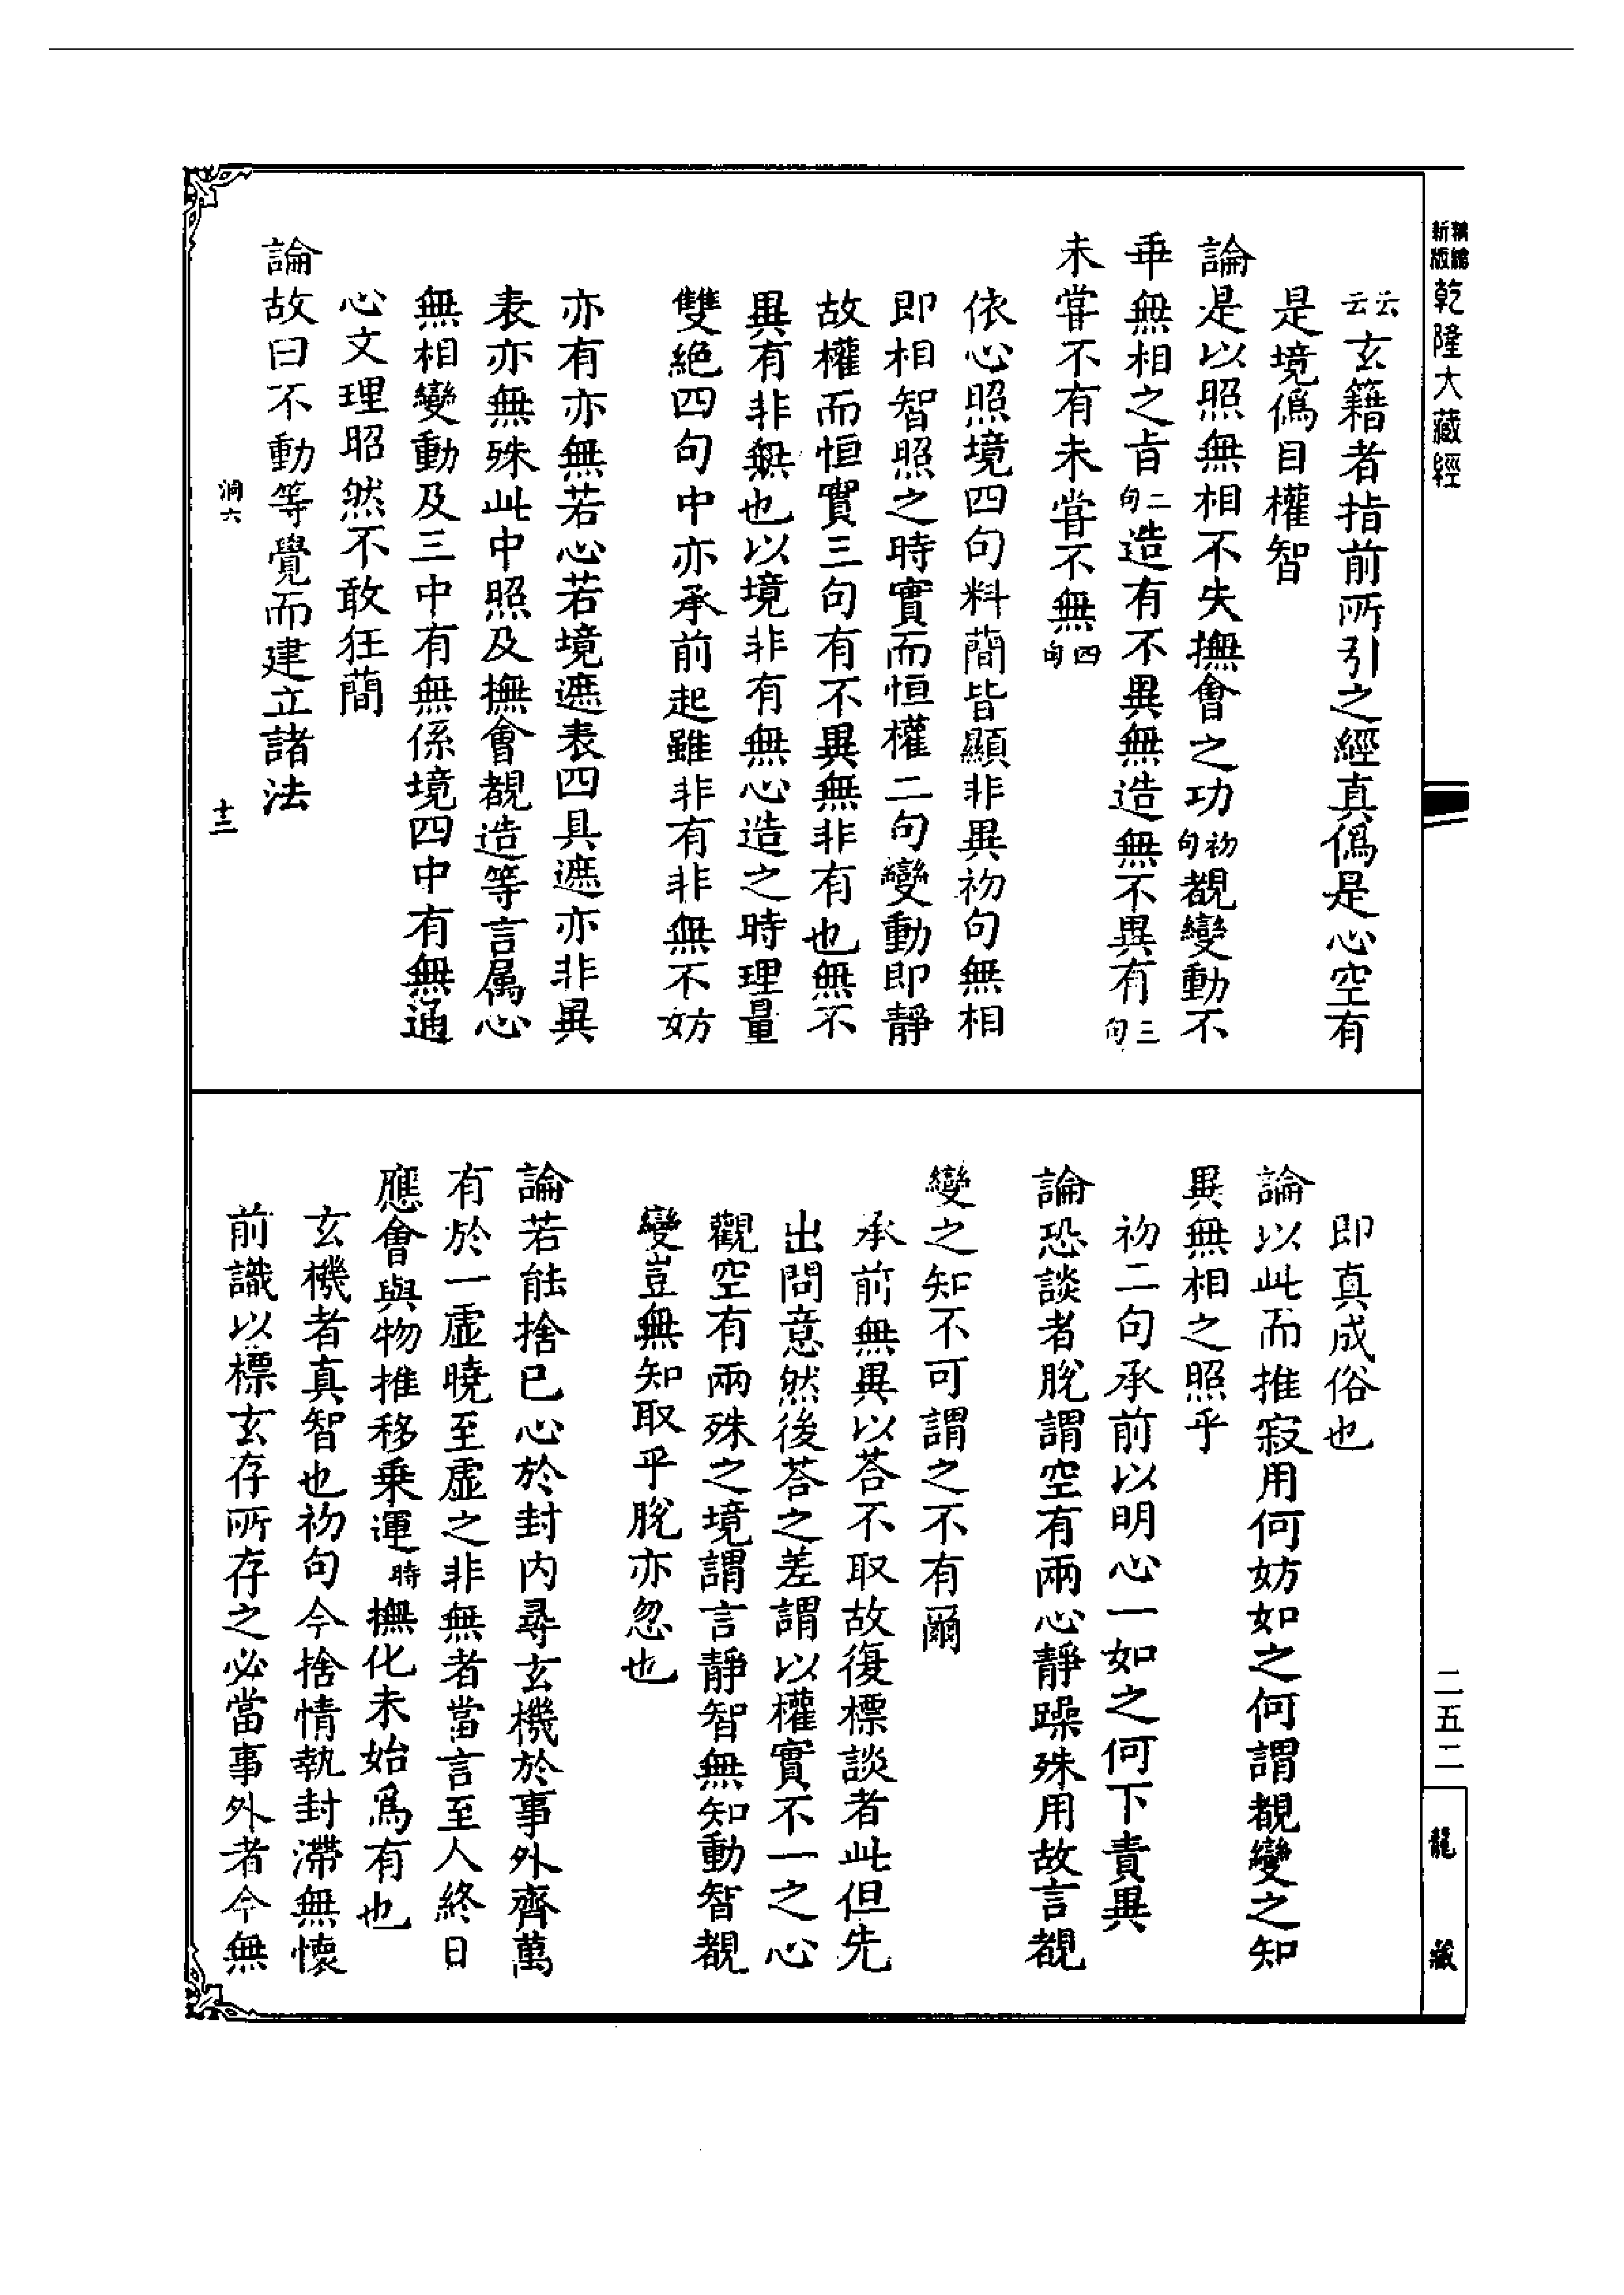 精繕新版乾隆大藏經
云云玄籍者指前所引之經真僞是心空有
是境僞目權智
論是以照無相不失撫會之功初句覩變動不
乖無相之旨二句造有不異無造無不異有三句
未甞不有未甞不無四句
依心照境四句料蕳皆顯非異初句無相
即相智照之時實而恒權二句變動即靜
故權而恒實三句有不異無非有也無不
異有非無也以境非有無心造之時理量
雙絶四句中亦承前起雖非有非無不妨
亦有亦無若心若境遮表四具遮亦非異
表亦無殊此中照及撫會覩造等言属心
無相變動及三中有無係境四中有無通
心文理昭然不敢狂蕳
論故曰不動等覺而建立諸法
洞六
十三
即真成俗也
論以此而推寂用何妨如之何謂覩變之知
異無相之照乎
初二句承前以明心一如之何下責異
論恐談者脫謂空有兩心靜躁殊用故言覩
變之知不可謂之不有爾
承前無異以荅不取故復標談者此但先
出問意然後荅之差謂以權實不一之心
觀空有兩殊之境謂言靜智無知動智覩
變豈無知取乎脫亦忽也
論若能捨已心於封内尋玄機於事外齊萬
有於一虛曉至虛之非無者當言至人終日
應會與物推移乗運時撫化未始爲有也
玄機者真智也初句令捨情執封滯無懷
前識以標玄存所存之必當事外者今無
二五二
龍藏